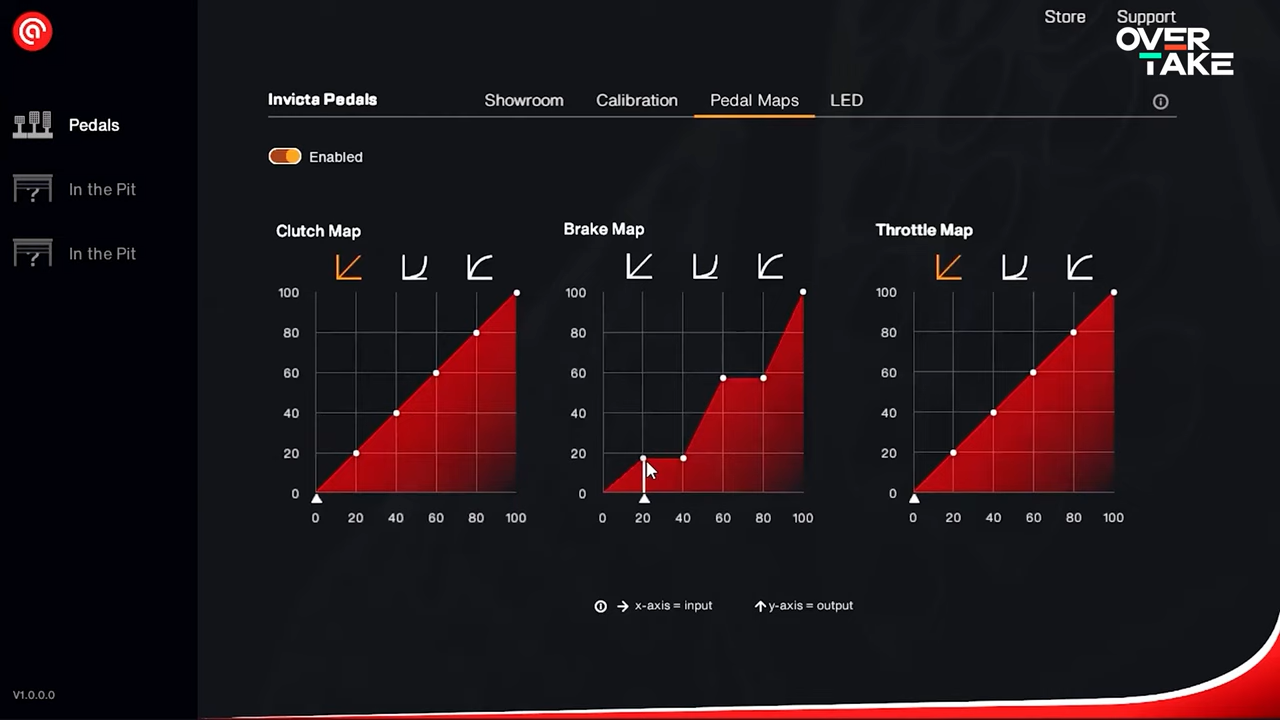 Store Support
OVER
TAKE
Invicta Pedals Showroom Calibration Pedal Maps LED
Pedals
In the Pit
In the Pit
Enabled
Clutch Map
100
80
60
40
20
0
0 20 40 60 80 100
Brake Map
100
80
60
40
20
0
0 20 40 60 80 100
Throttle Map
100
80
60
40
20
0
0 20 40 60 80 100
x-axis = input y-axis = output
V1.0.0.0